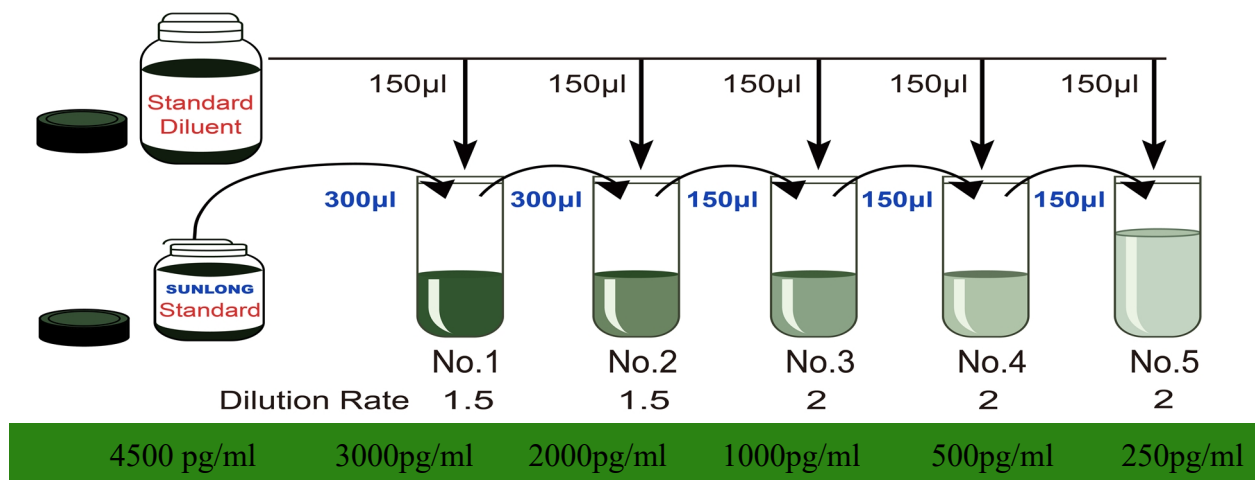 150µl 150µl 150µl 150µl 150µl
Standard
Diluent
300µl 300µl 150µl 150µl 150µl
SUNLONG
Standard
No.1 No.2 No.3 No.4 No.5
Dilution Rate 1.5 1.5 2 2 2
4500 pg/ml 3000pg/ml 2000pg/ml 1000pg/ml 500pg/ml 250pg/ml